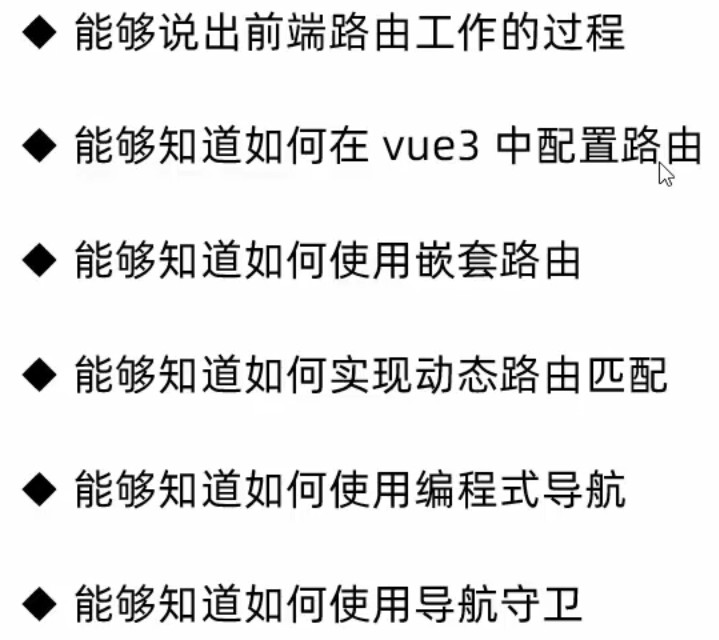 ◆ 能够说出前端路由工作的过程
◆ 能够知道如何在 vue3 中配置路由
◆ 能够知道如何使用嵌套路由
◆ 能够知道如何实现动态路由匹配
◆ 能够知道如何使用编程式导航
◆ 能够知道如何使用导航守卫